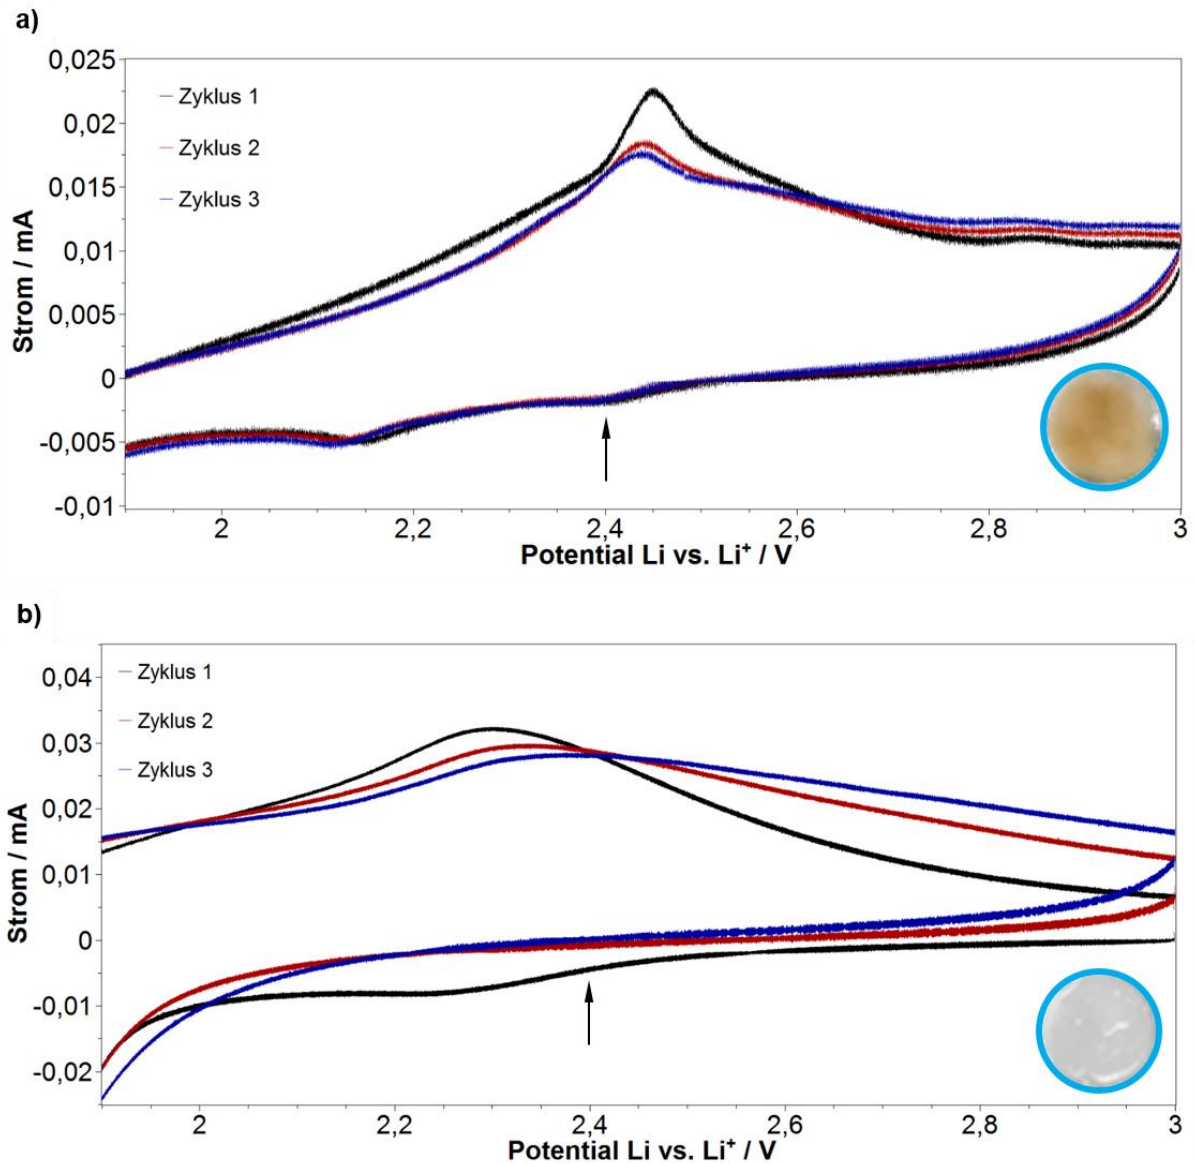 a)
0,025
0,02
0,015
0,01
0,005
0
-0,005
-0,01
Strom / mA
Zyklus 1
Zyklus 2
Zyklus 3
2 2,2 2,4 2,6 2,8 3
Potential Li vs. Li⁺ / V
b)
0,04
0,03
0,02
0,01
0
-0,01
-0,02
Strom / mA
Zyklus 1
Zyklus 2
Zyklus 3
2 2,2 2,4 2,6 2,8 3
Potential Li vs. Li⁺ / V